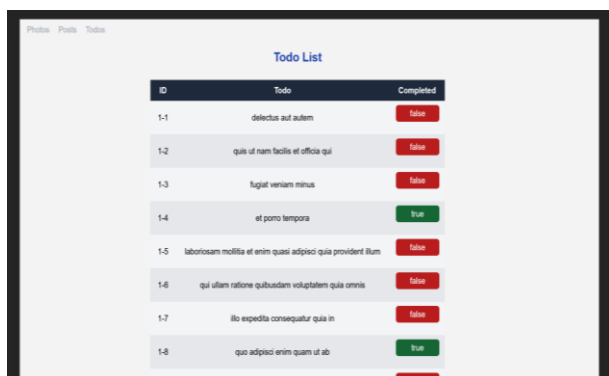 Photos Posts Todos
Todo List
ID Todo Completed
1-1 delectus aut autem false
1-2 quis ut nam facilis et officia qui false
1-3 fugiat veniam minus false
1-4 et porro tempora true
1-5 laboriosam mollitia et enim quasi adipisci quia provident illum false
1-6 qui ullam ratione quibusdam voluptatem quia omnis false
1-7 illo expedita consequatur quia in false
1-8 quo adipisci enim quam ut ab true